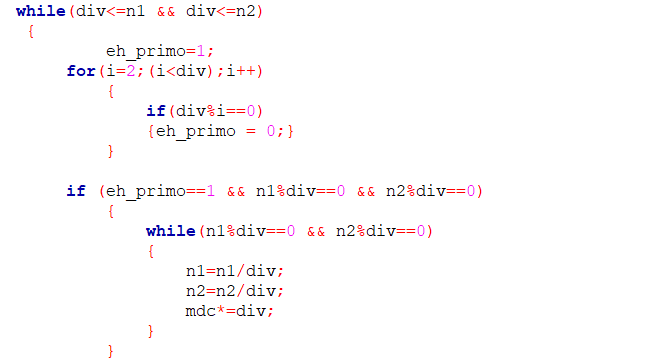 while(div<=n1 && div<=n2)
{
eh_primo=1;
for(i=2;(i<div);i++)
{
if(div%i==0)
{eh_primo = 0;}
}
if (eh_primo==1 && n1%div==0 && n2%div==0)
{
while(n1%div==0 && n2%div==0)
{
n1=n1/div;
n2=n2/div;
mdc*=div;
}
}